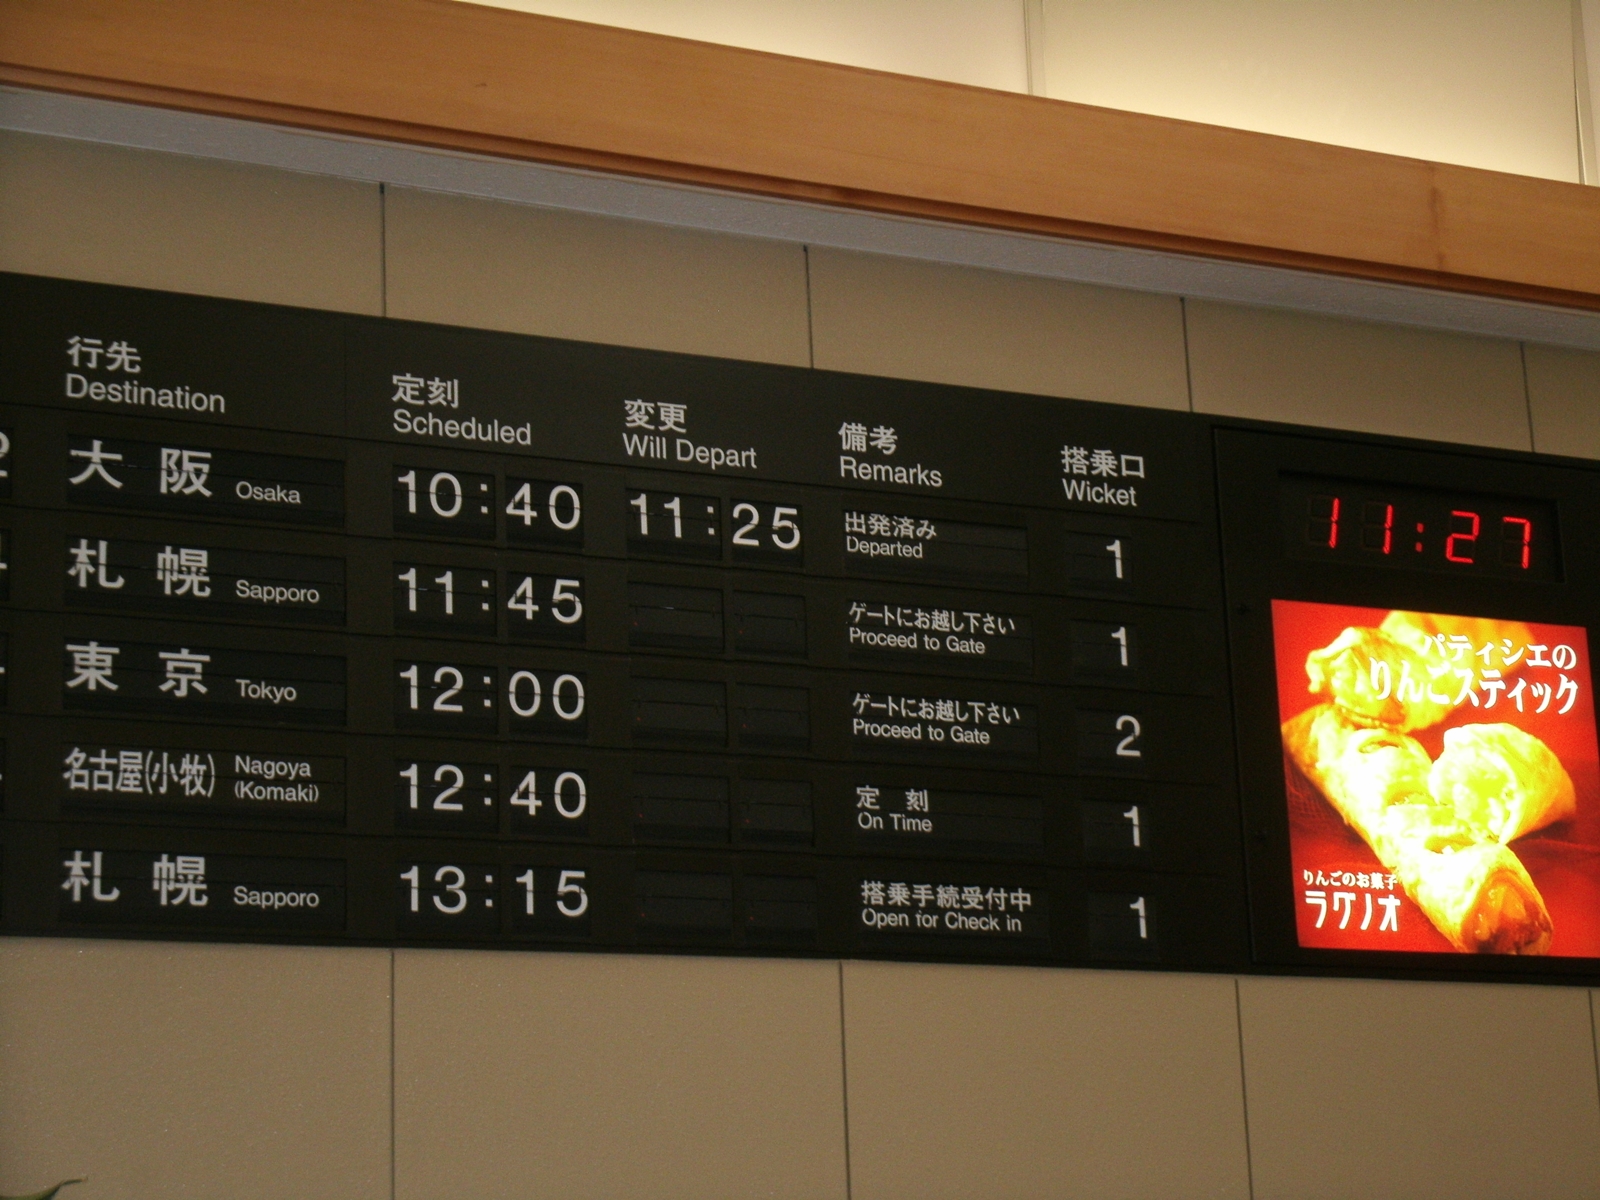 行先
Destination
定刻
Scheduled
変更
Will Depart
備考
Remarks
搭乗口
Wicket
大阪 Osaka 10:40 11:25 出発済み Departed 1
札幌 Sapporo 11:45 ゲートにお越し下さい Proceed to Gate 1
東京 Tokyo 12:00 ゲートにお越し下さい Proceed to Gate 2
名古屋(小牧) Nagoya (Komaki) 12:40 定刻 On Time 1
札幌 Sapporo 13:15 搭乗手続受付中 Open for Check in 1
11:27
パティシエの
りんごスティック
りんごのお菓子
ラグノオ